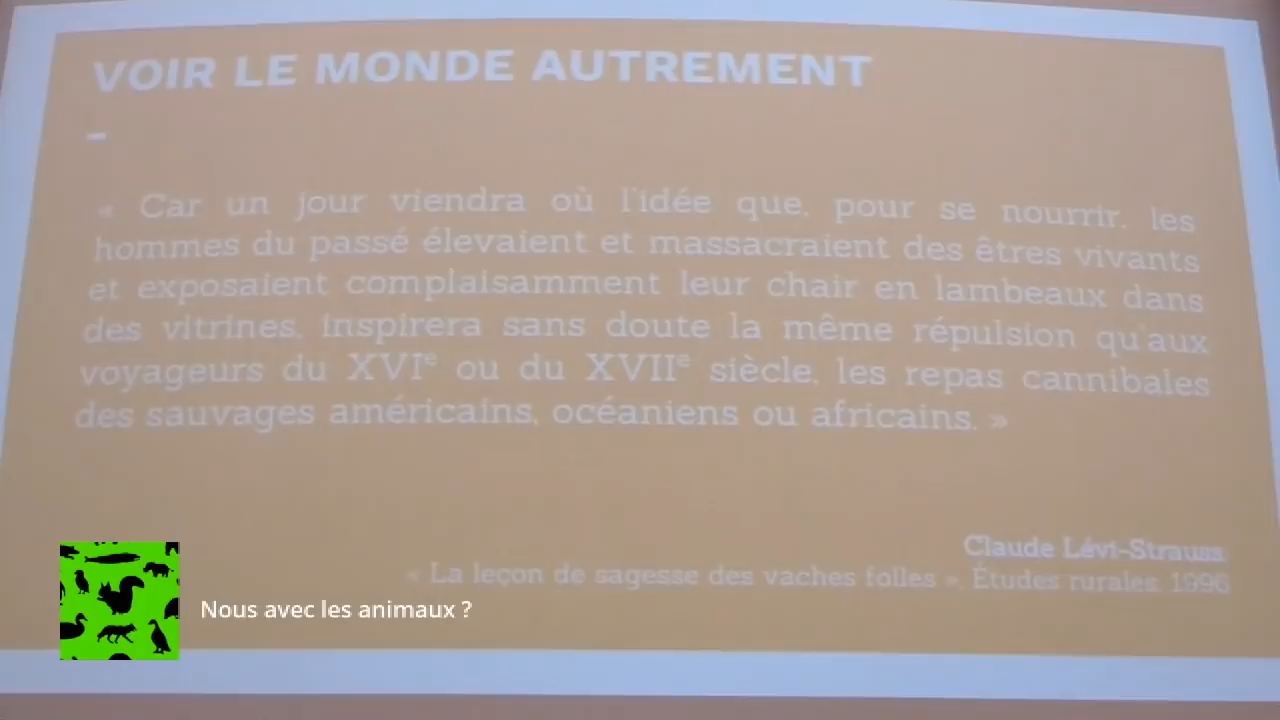 VOIR LE MONDE AUTREMENT
–
« Car un jour viendra où l'idée que, pour se nourrir, les
hommes du passé élevaient et massacraient des êtres vivants
et exposaient complaisamment leur chair en lambeaux dans
des vitrines, inspirera sans doute la même répulsion qu'aux
voyageurs du XVIe ou du XVIIe siècle, les repas cannibales
des sauvages américains, océaniens ou africains. »
Claude Lévi-Strauss
« La leçon de sagesse des vaches folles », Études rurales, 1996
Nous avec les animaux ?